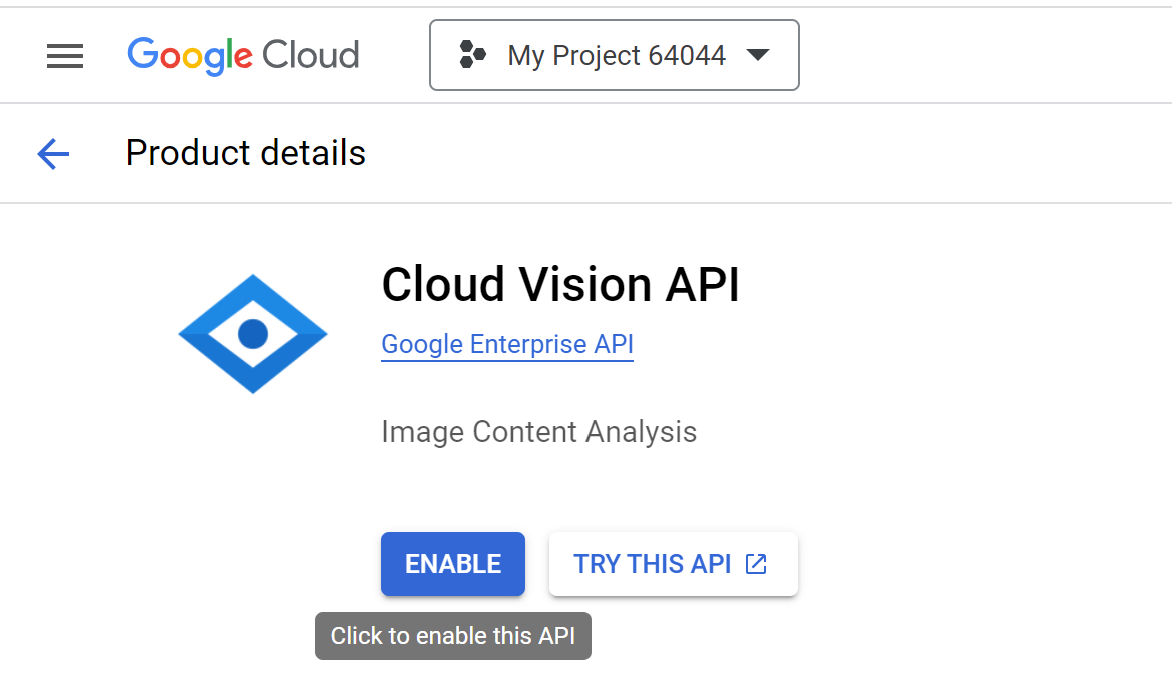 Google Cloud
My Project 64044
Product details
Cloud Vision API
Google Enterprise API
Image Content Analysis
ENABLE
TRY THIS API
Click to enable this API